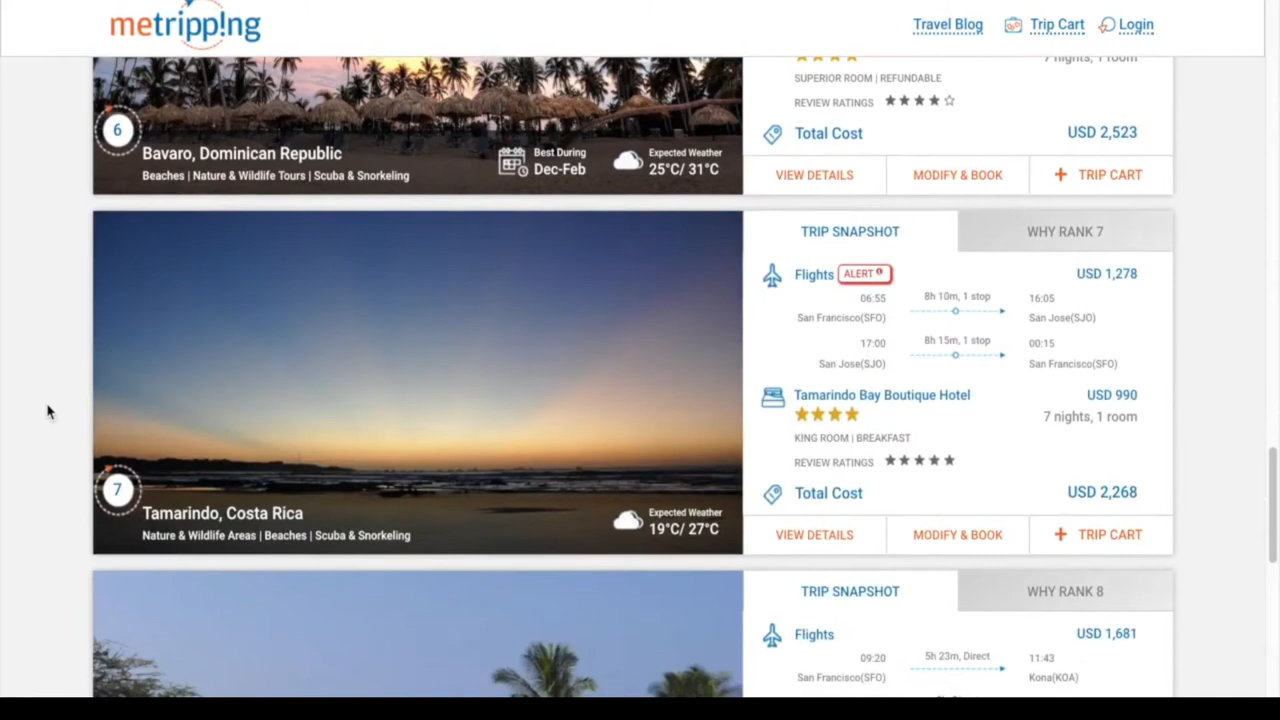 metripp!ng
Travel Blog
Trip Cart
Login
7 nights, 1 room
SUPERIOR ROOM | REFUNDABLE
REVIEW RATINGS
6
Total Cost
USD 2,523
Bavaro, Dominican Republic
Beaches | Nature & Wildlife Tours | Scuba & Snorkeling
Best During
Dec-Feb
Expected Weather
25°C/ 31°C
VIEW DETAILS
MODIFY & BOOK
+ TRIP CART
TRIP SNAPSHOT
WHY RANK 7
Flights
ALERT
USD 1,278
06:55
8h 10m, 1 stop
16:05
San Francisco(SFO)
San Jose(SJO)
17:00
8h 15m, 1 stop
00:15
San Jose(SJO)
San Francisco(SFO)
Tamarindo Bay Boutique Hotel
USD 990
7 nights, 1 room
KING ROOM | BREAKFAST
REVIEW RATINGS
7
Total Cost
USD 2,268
Tamarindo, Costa Rica
Nature & Wildlife Areas | Beaches | Scuba & Snorkeling
Expected Weather
19°C/ 27°C
VIEW DETAILS
MODIFY & BOOK
+ TRIP CART
TRIP SNAPSHOT
WHY RANK 8
Flights
USD 1,681
09:20
5h 23m, Direct
11:43
San Francisco(SFO)
Kona(KOA)